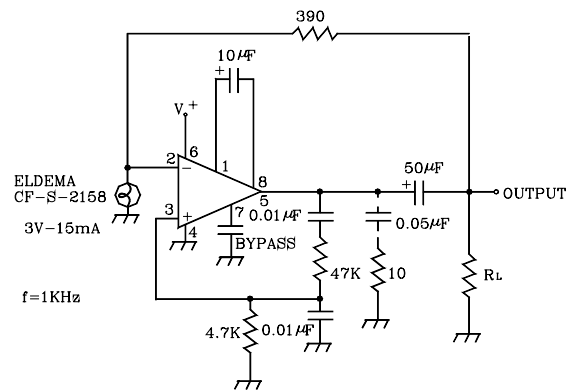 390
10µF
+
V+
6
2
−
1
8
5
50µF
+
OUTPUT
ELDEMA
CF-S-2158
3V-15mA
3
+
4
7
0.01µF
BYPASS
0.05µF
47K
10
RL
f=1KHz
4.7K
0.01µF